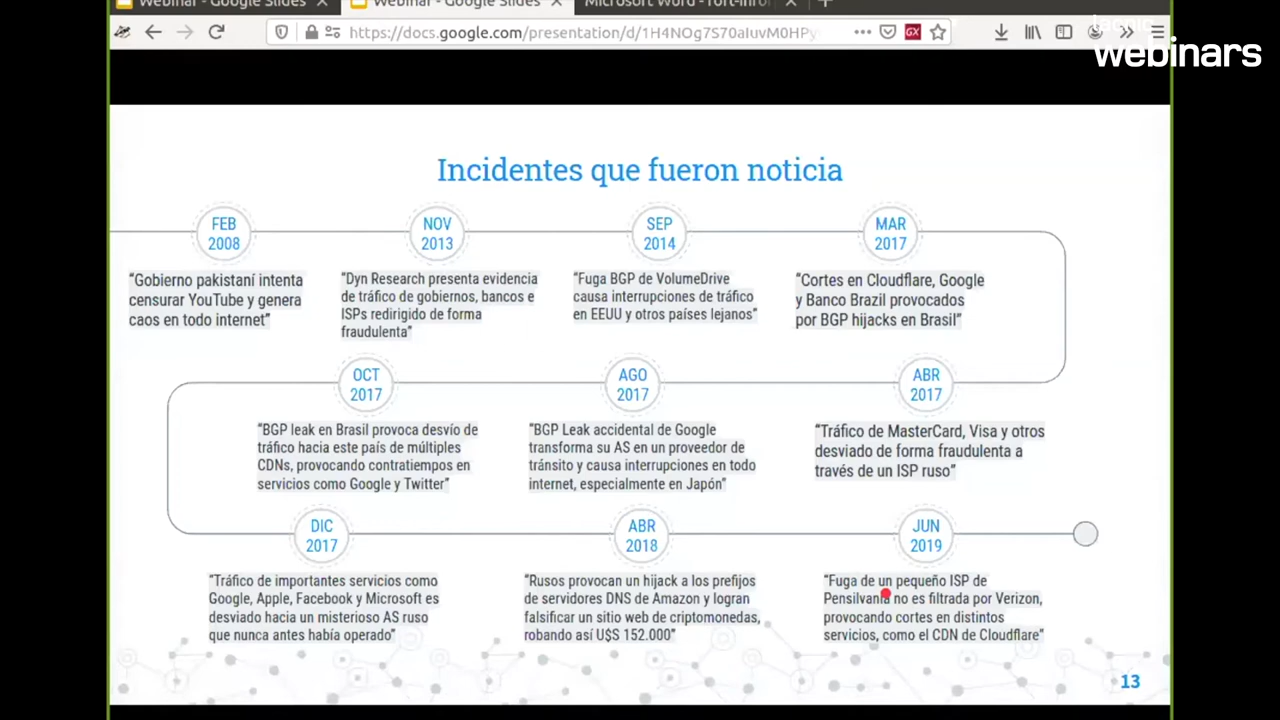 Webinar - Google Slides
Webinar - Google Slides
Microsoft Word - fort-info
https://docs.google.com/presentation/d/1H4NOg7S70aIuvM0HP
lacnic
webinars
Incidentes que fueron noticia
FEB
2008
“Gobierno pakistaní intenta
censurar YouTube y genera
caos en todo internet”
NOV
2013
“Dyn Research presenta evidencia
de tráfico de gobiernos, bancos e
ISPs redirigido de forma
fraudulenta”
SEP
2014
“Fuga BGP de VolumeDrive
causa interrupciones de tráfico
en EEUU y otros países lejanos”
MAR
2017
“Cortes en Cloudflare, Google
y Banco Brazil provocados
por BGP hijacks en Brasil”
OCT
2017
“BGP leak en Brasil provoca desvío de
tráfico hacia este país de múltiples
CDNs, provocando contratiempos en
servicios como Google y Twitter”
AGO
2017
“BGP Leak accidental de Google
transforma su AS en un proveedor de
tránsito y causa interrupciones en todo
internet, especialmente en Japón”
ABR
2017
“Tráfico de MasterCard, Visa y otros
desviado de forma fraudulenta a
través de un ISP ruso”
DIC
2017
“Tráfico de importantes servicios como
Google, Apple, Facebook y Microsoft es
desviado hacia un misterioso AS ruso
que nunca antes había operado”
ABR
2018
“Rusos provocan un hijack a los prefijos
de servidores DNS de Amazon y logran
falsificar un sitio web de criptomonedas,
robando así U$S 152.000”
JUN
2019
“Fuga de un pequeño ISP de
Pensilvania no es filtrada por Verizon,
provocando cortes en distintos
servicios, como el CDN de Cloudflare”
13